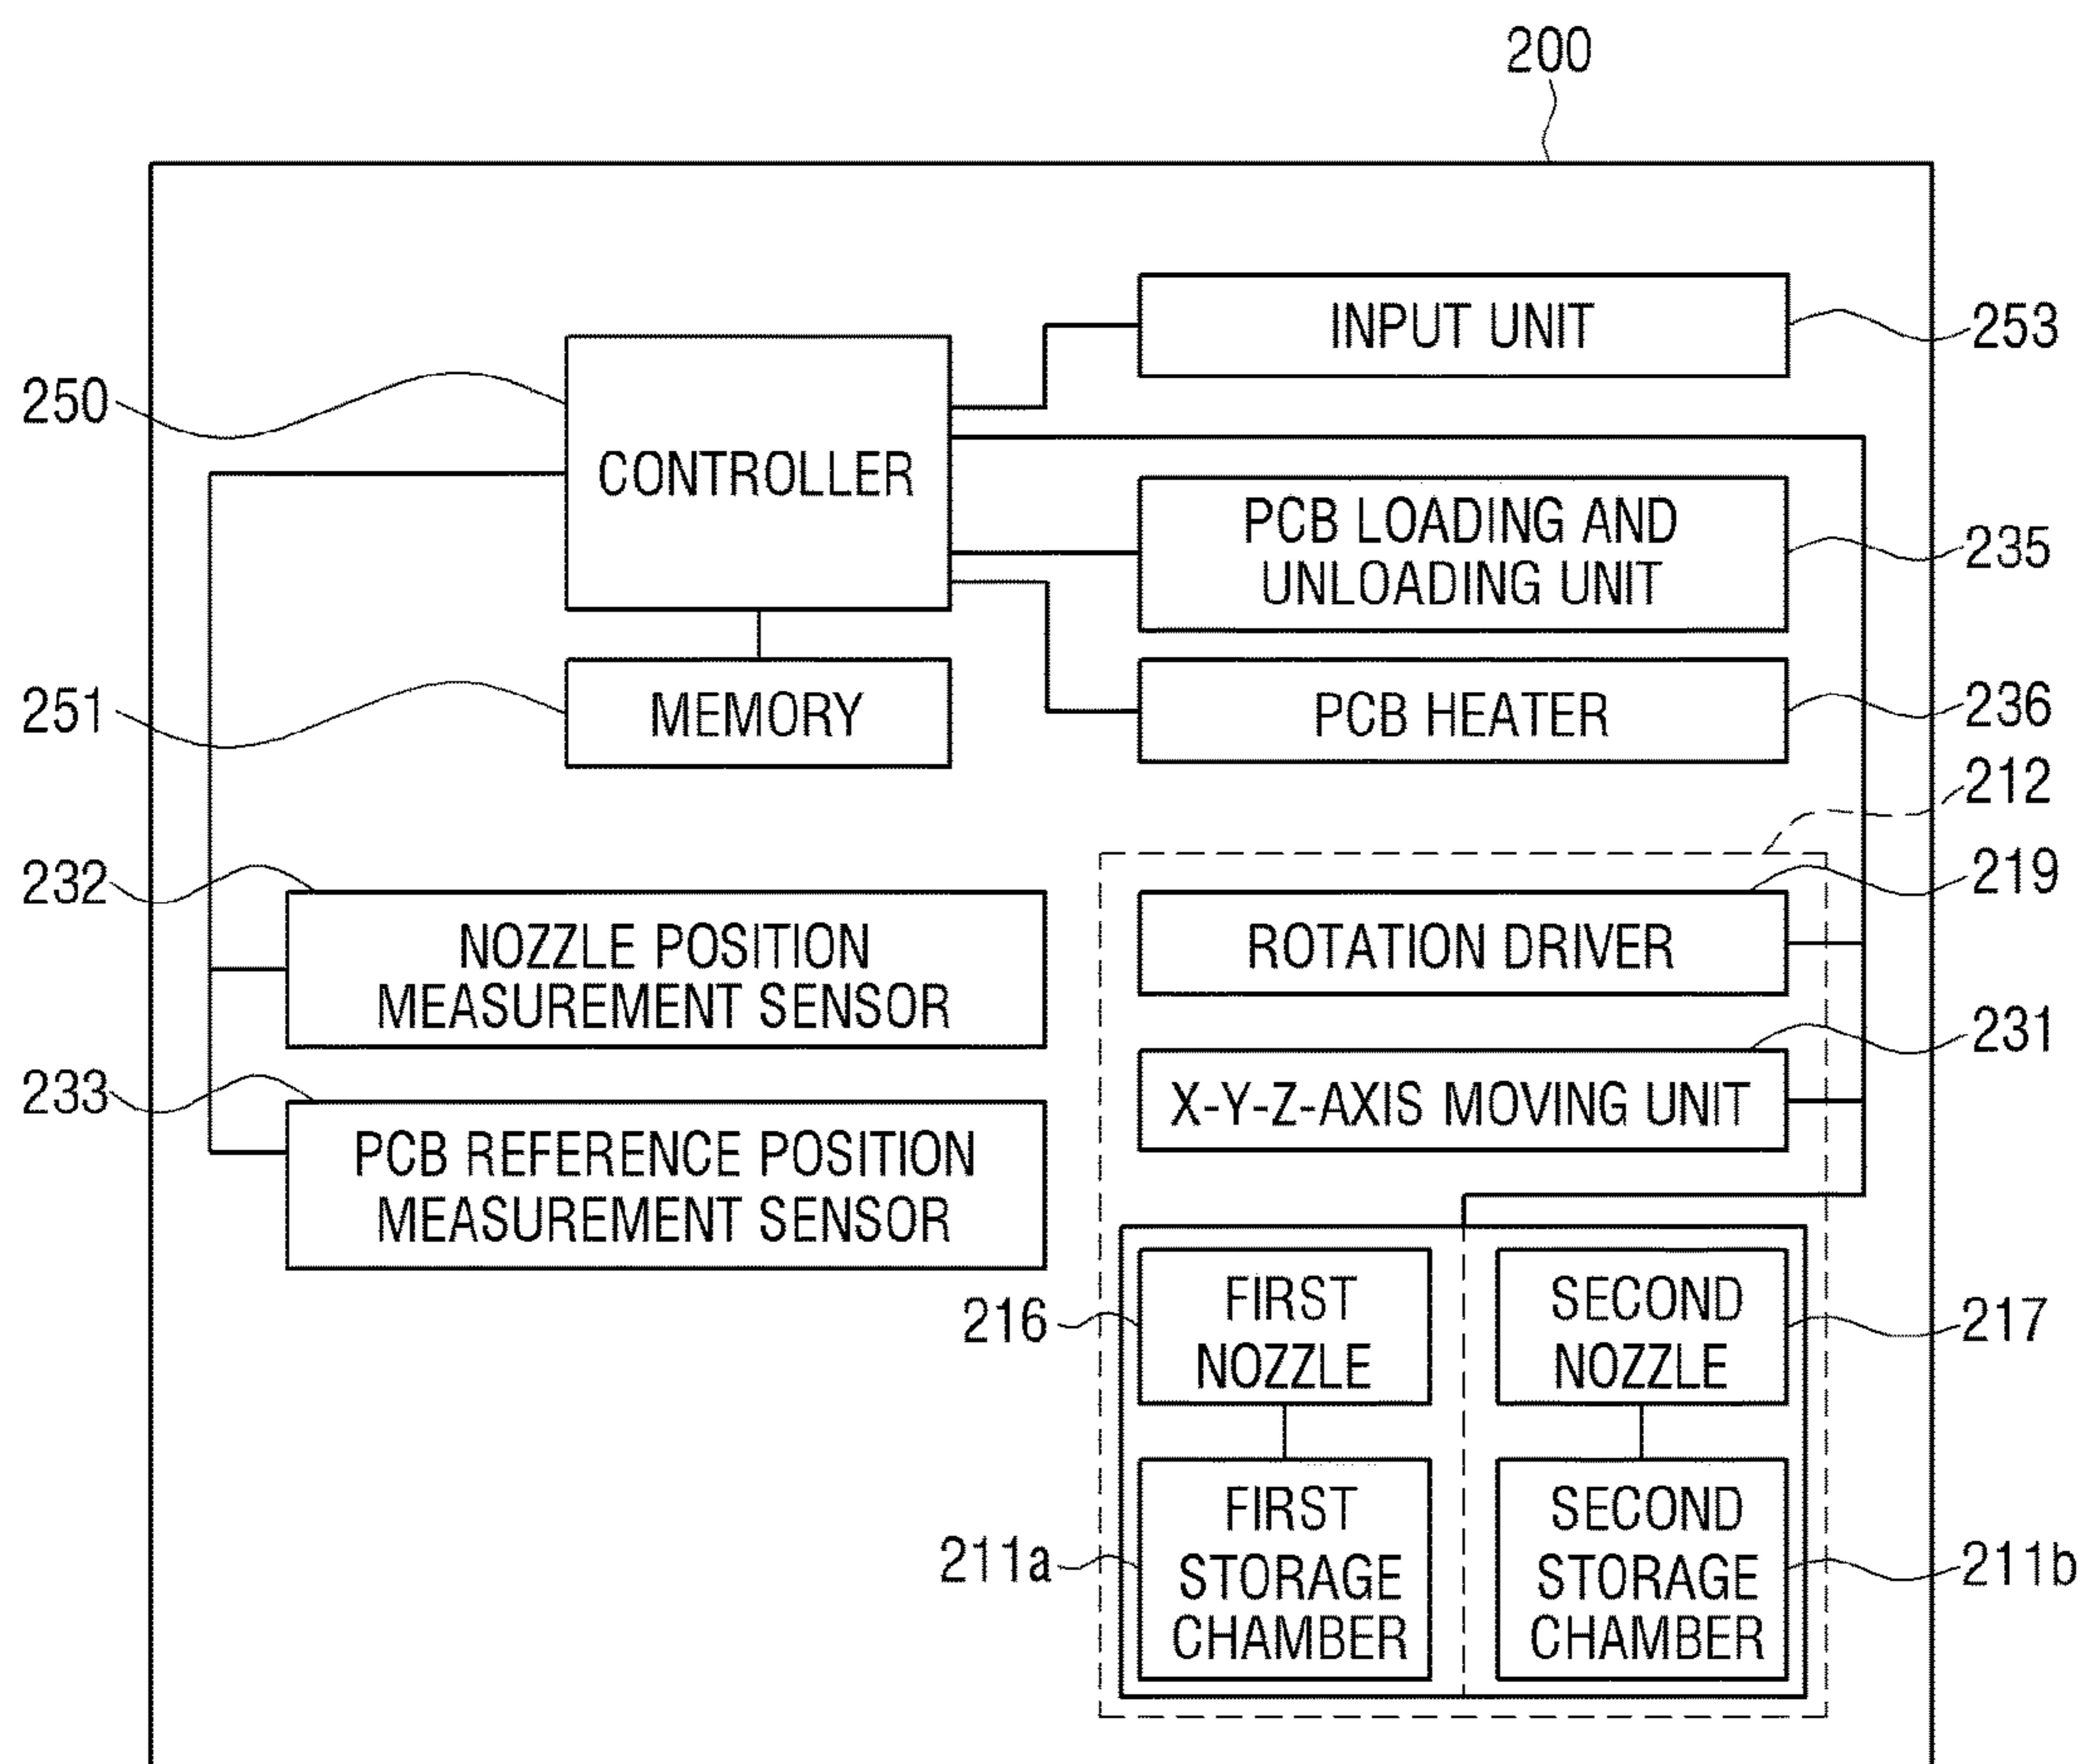 200
INPUT UNIT
253
250
CONTROLLER
PCB LOADING AND
UNLOADING UNIT
235
251
MEMORY
PCB HEATER
236
212
232
NOZZLE POSITION
MEASUREMENT SENSOR
219
ROTATION DRIVER
233
PCB REFERENCE POSITION
MEASUREMENT SENSOR
231
X-Y-Z-AXIS MOVING UNIT
216
FIRST
NOZZLE
SECOND
NOZZLE
217
211a
FIRST
STORAGE
CHAMBER
SECOND
STORAGE
CHAMBER
211b